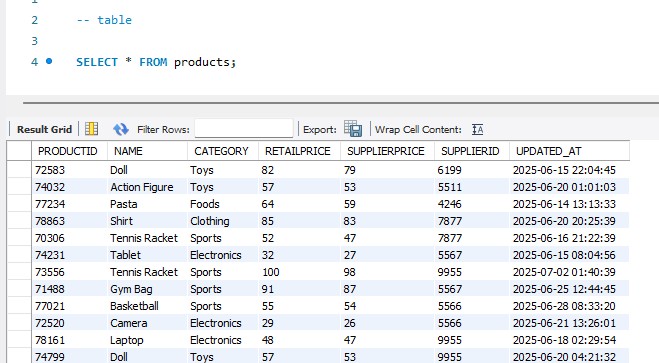 2 -- table
3
4 SELECT * FROM products;
Result Grid Filter Rows: Export: Wrap Cell Content: IA
PRODUCTID NAME CATEGORY RETAILPRICE SUPPLIERPRICE SUPPLIERID UPDATED_AT
72583 Doll Toys 82 79 6199 2025-06-15 22:04:45
74032 Action Figure Toys 57 53 5511 2025-06-20 01:01:03
77234 Pasta Foods 64 59 4246 2025-06-14 13:13:33
78863 Shirt Clothing 85 83 7877 2025-06-20 20:25:39
70306 Tennis Racket Sports 52 47 7877 2025-06-16 21:22:39
74231 Tablet Electronics 32 27 5567 2025-06-15 08:04:56
73556 Tennis Racket Sports 100 98 9955 2025-07-02 01:40:39
71488 Gym Bag Sports 91 87 5567 2025-06-25 12:44:45
77021 Basketball Sports 55 54 5566 2025-06-28 08:33:20
72520 Camera Electronics 29 26 5566 2025-06-21 13:26:01
78161 Laptop Electronics 48 47 9955 2025-06-18 02:29:54
74799 Doll Toys 57 53 9955 2025-06-20 04:21:32